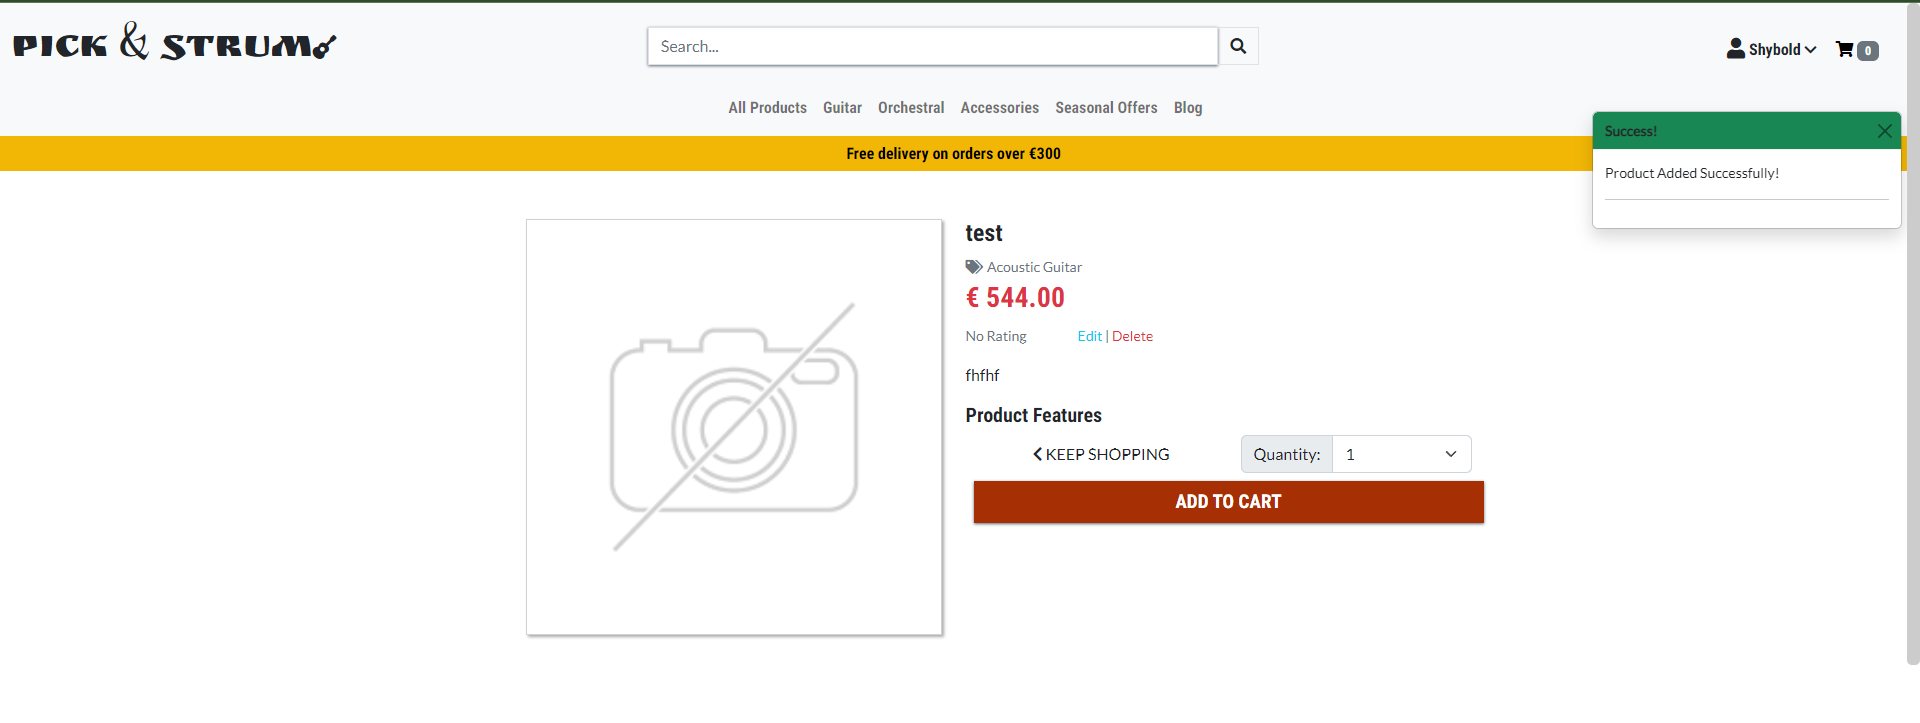 PICK & STRUM
Search...
Shybold
0
All Products Guitar Orchestral Accessories Seasonal Offers Blog
Free delivery on orders over €300
Success!
Product Added Successfully!
test
Acoustic Guitar
€ 544.00
No Rating Edit | Delete
fhfhf
Product Features
KEEP SHOPPING Quantity: 1
ADD TO CART